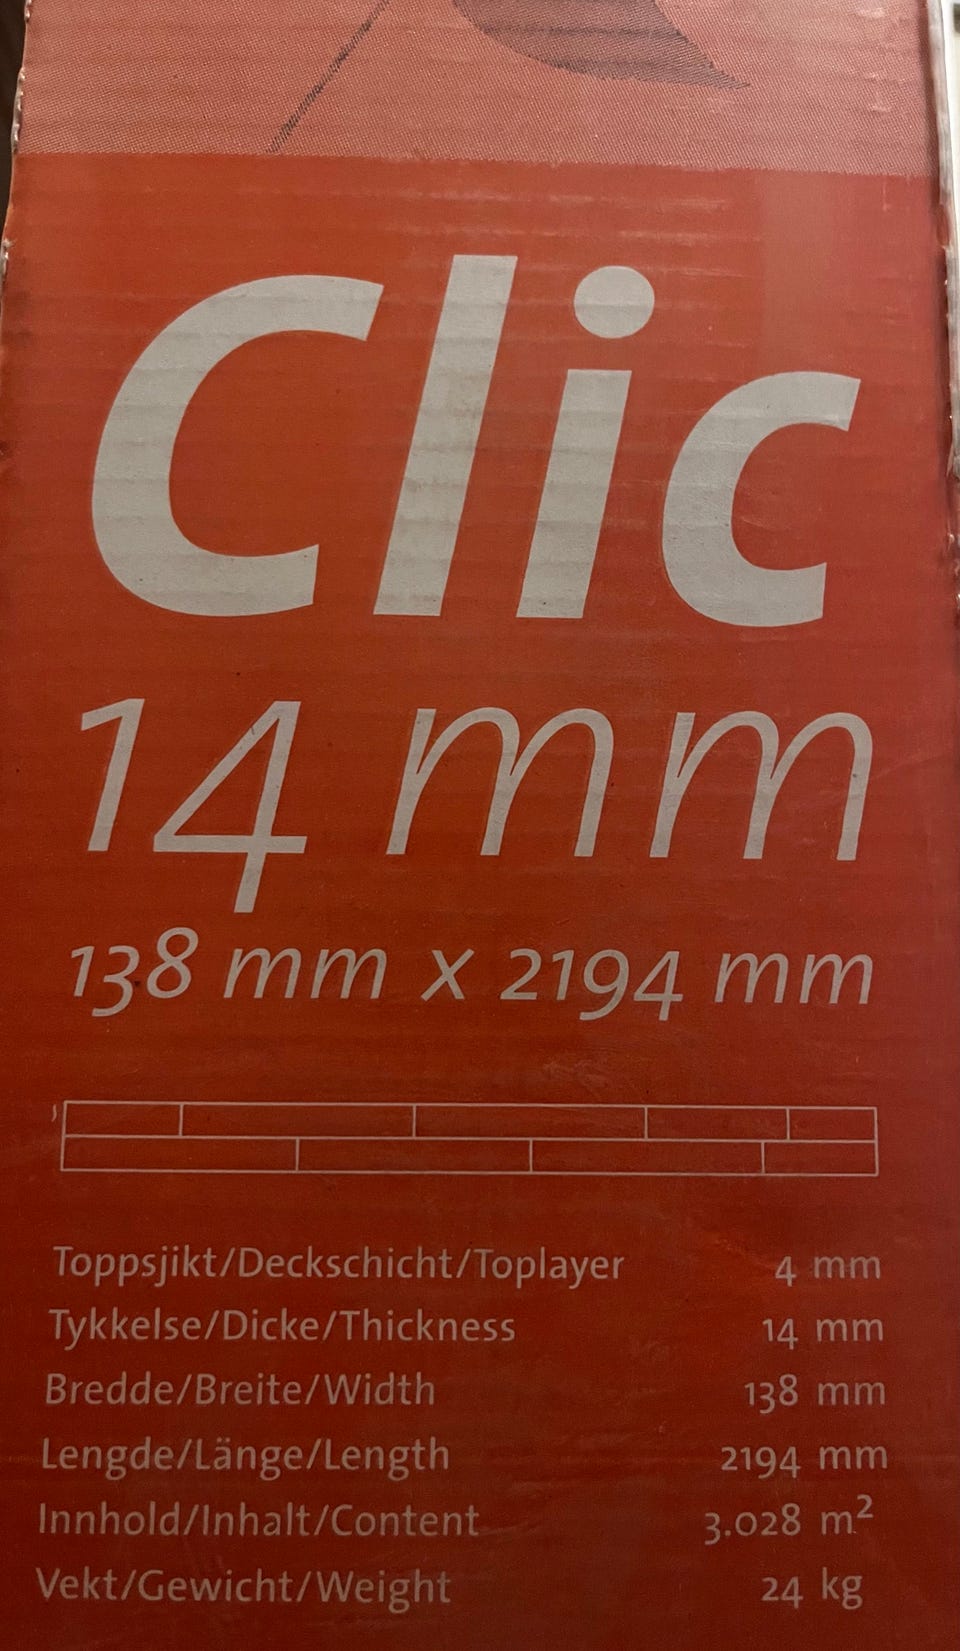 Clic
14 mm
138 mm x 2194 mm
Toppsjikt/Deckschicht/Toplayer 4 mm
Tykkelse/Dicke/Thickness 14 mm
Bredde/Breite/Width 138 mm
Lengde/Länge/Length 2194 mm
Innhold/Inhalt/Content 3.028 m²
Vekt/Gewicht/Weight 24 kg